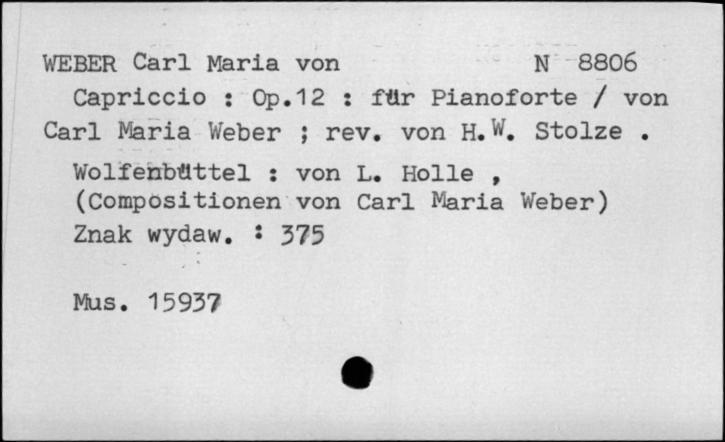 WEBER Carl Maria von N 8806
Capriccio : Op.12 : für Pianoforte / von
Carl Maria Weber ; rev. von H.W. Stolze .
Wolfenbüttel : von L. Holle ,
(Compositionen von Carl Maria Weber)
Znak wydaw. : 375
Mus. 15937